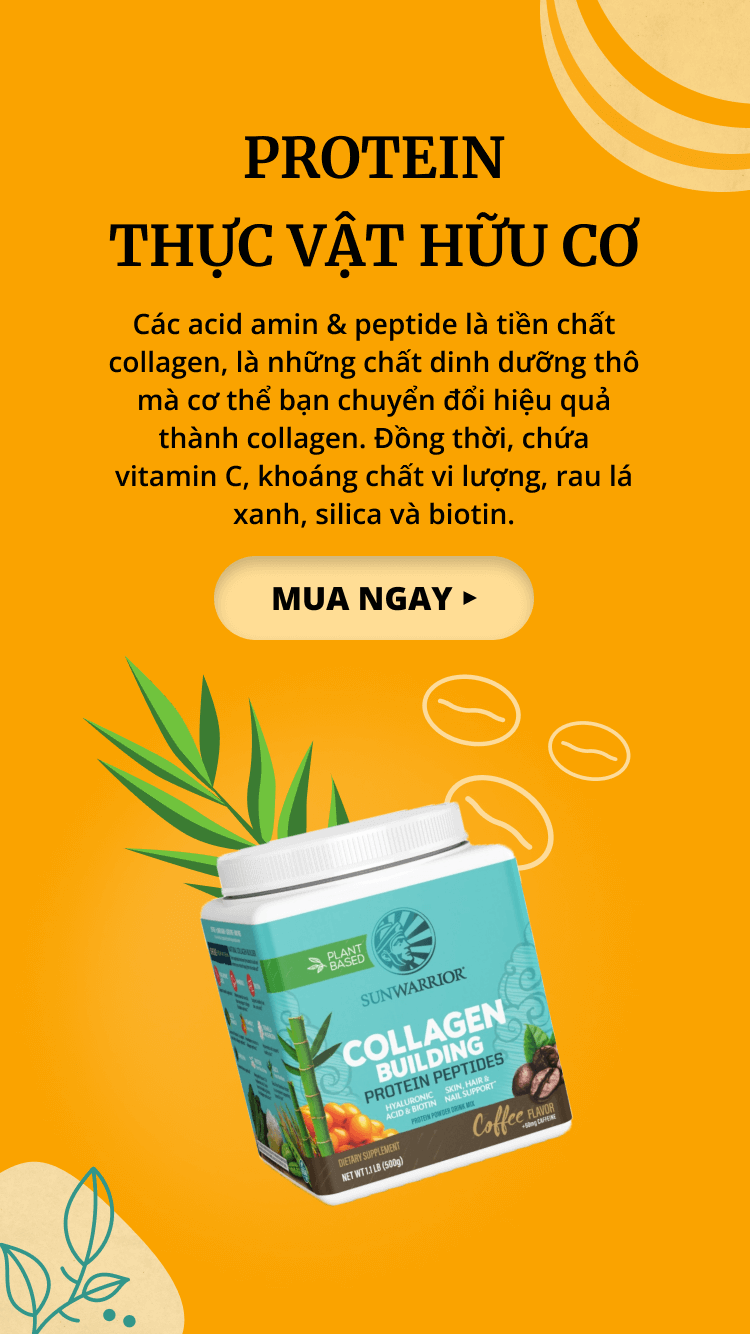 PROTEIN
THỰC VẬT HỮU CƠ
Các acid amin & peptide là tiền chất
collagen, là những chất dinh dưỡng thô
mà cơ thể bạn chuyển đổi hiệu quả
thành collagen. Đồng thời, chứa
vitamin C, khoáng chất vi lượng, rau lá
xanh, silica và biotin.
MUA NGAY ▸
PLANT
BASED
SUNWARRIOR
COLLAGEN
BUILDING
PROTEIN PEPTIDES
HYALURONIC
ACID & BIOTIN
SKIN, HAIR &
NAIL SUPPORT*
PROTEIN POWDER DRINK MIX
Coffee FLAVOR
+60mg CAFFEINE
DIETARY SUPPLEMENT
NET WT 1.1 LB (500g)